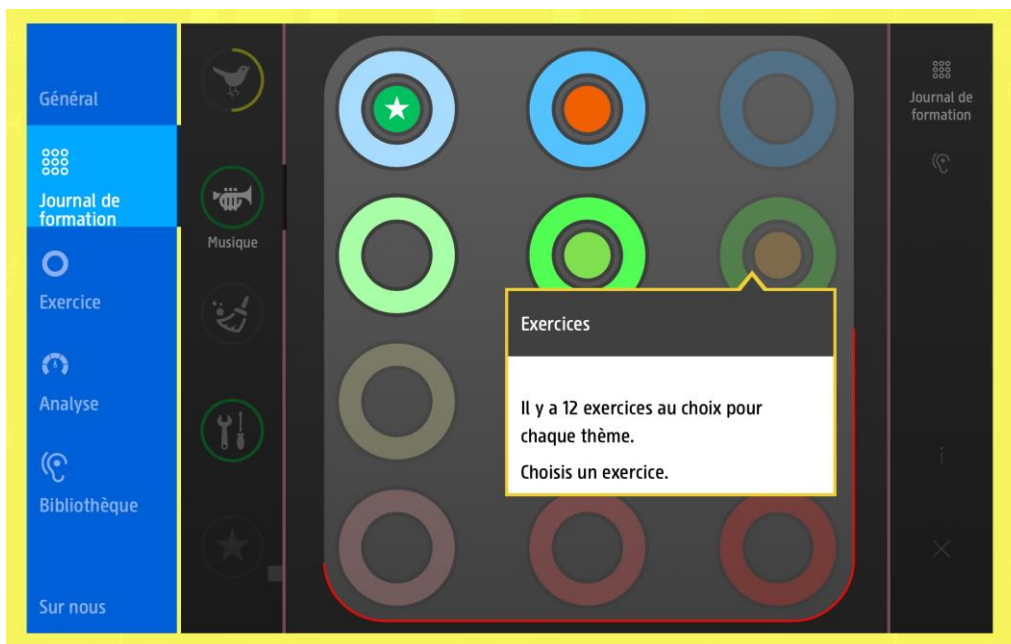 Général
Journal de
formation
Exercice
Analyse
Bibliothèque
Sur nous
Musique
Exercices
Il y a 12 exercices au choix pour
chaque thème.
Choisis un exercice.
Journal de
formation
i